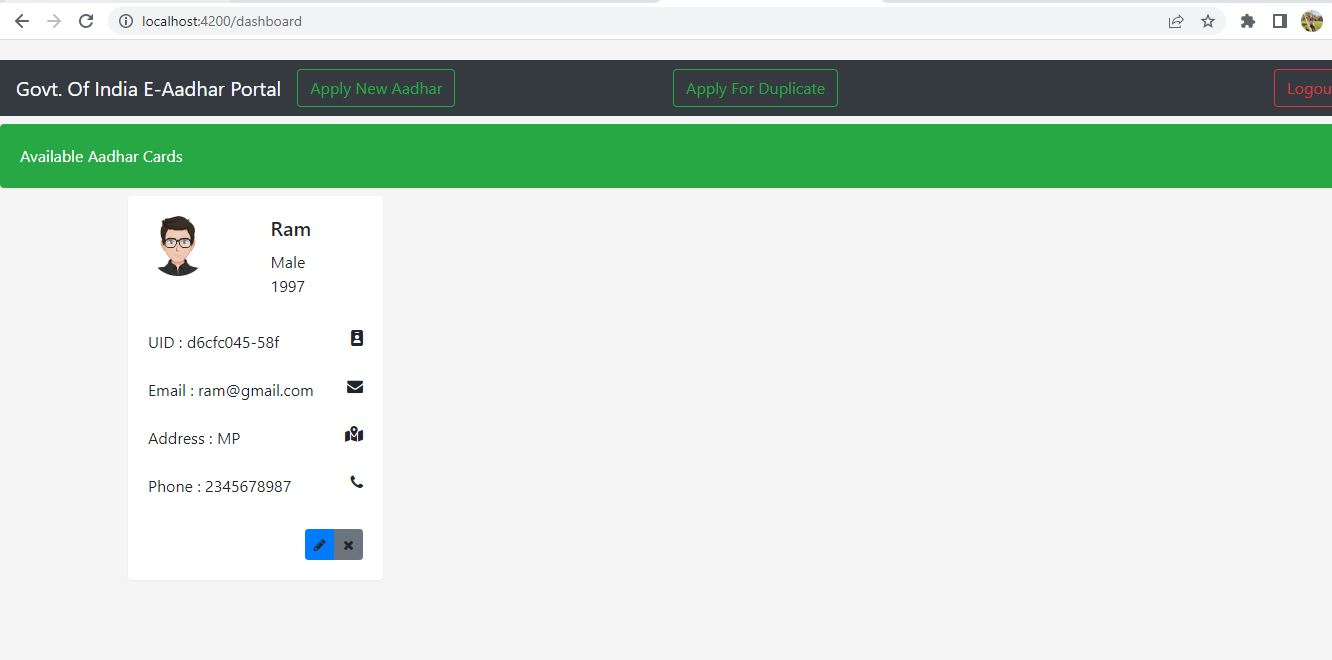 localhost:4200/dashboard
Govt. Of India E-Aadhar Portal
Apply New Aadhar
Apply For Duplicate
Logou
Available Aadhar Cards
Ram
Male
1997
UID : d6cfc045-58f
Email : ram@gmail.com
Address : MP
Phone : 2345678987